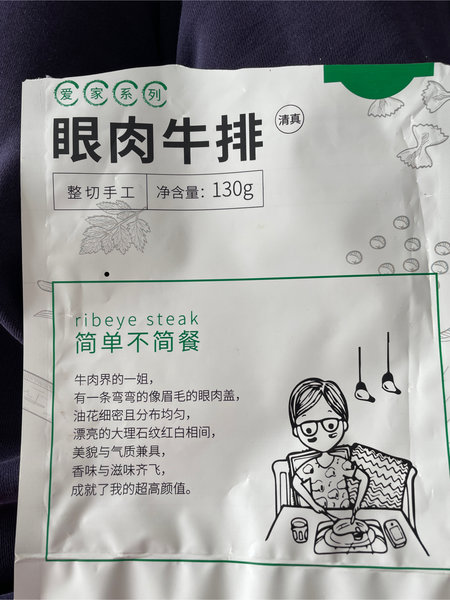 爱家系列
眼肉牛排
清真
整切手工 净含量：130g
ribeye steak
简单不简餐
牛肉界的一姐，
有一条弯弯的像眉毛的眼肉盖，
油花细密且分布均匀，
漂亮的大理石纹红白相间，
美貌与气质兼具，
香味与滋味齐飞，
成就了我的超高颜值。